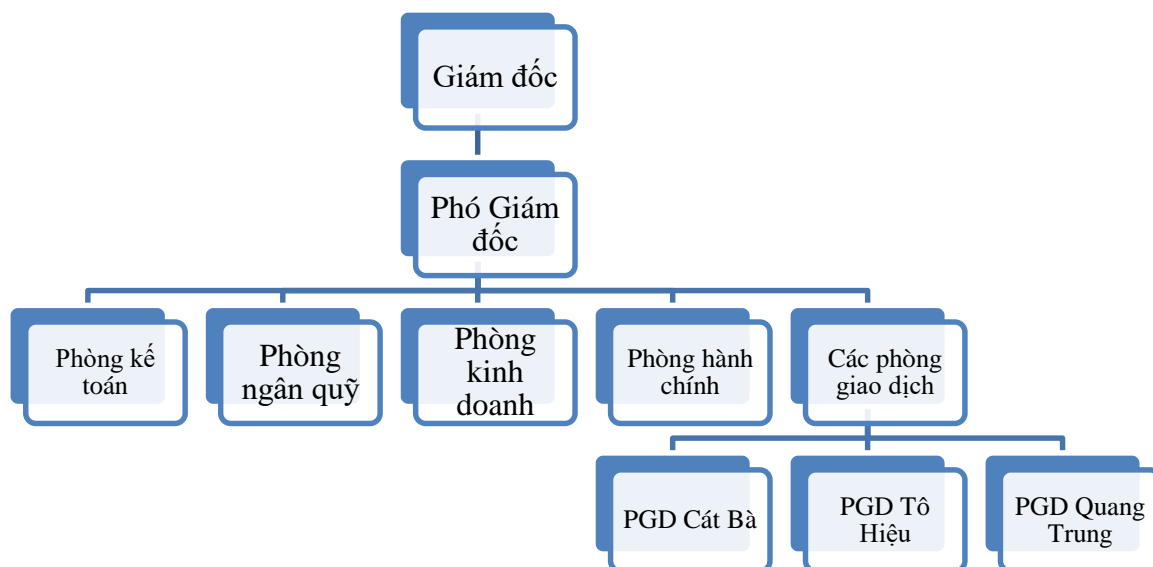 Giám đốc
Phó Giám
đốc
Phòng kế
toán
Phòng
ngân quỹ
Phòng
kinh
doanh
Phòng hành
chính
Các phòng
giao dịch
PGD Cát Bà
PGD Tô
Hiệu
PGD Quang
Trung